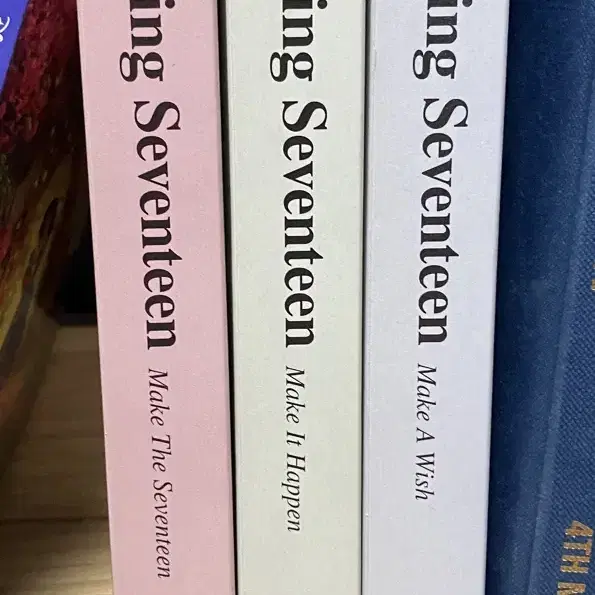 ing Seventeen Make The Seventeen
ing Seventeen Make It Happen
ing Seventeen Make A Wish
4TH M